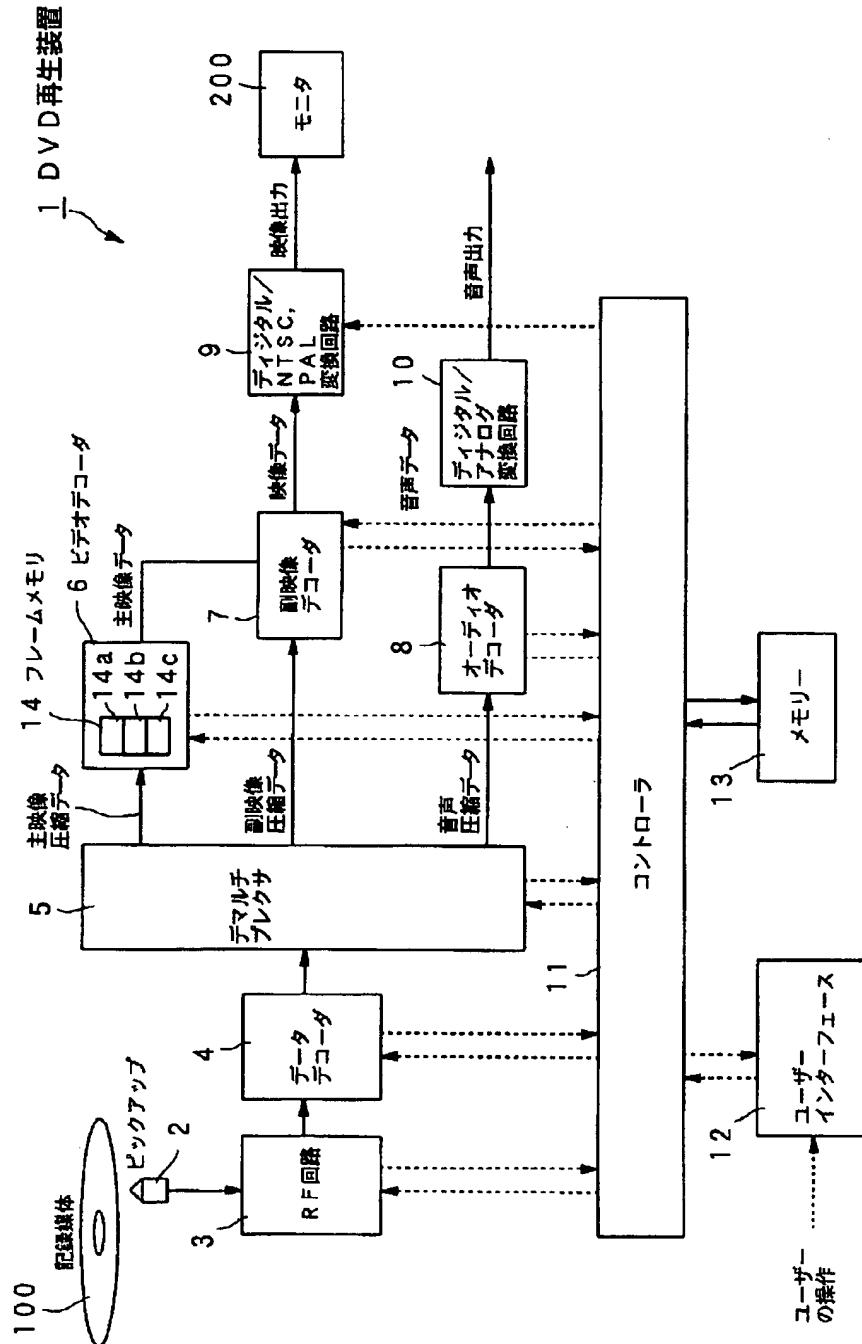 1 DVD再生装置
100
記録媒体
ピックアップ
2
3
RF回路
4
データ
デコーダ
5
デマルチ
プレクサ
主映像
圧縮データ
副映像
圧縮データ
音声
圧縮データ
14 フレームメモリ
14a
14b
14c
6 ビデオデコーダ
主映像データ
7
副映像
デコーダ
映像データ
8
オーディオ
デコーダ
音声データ
9
ディジタル/
NTSC,
PAL
変換回路
映像出力
10
ディジタル/
アナログ
変換回路
音声出力
200
モニタ
11
コントローラ
ユーザー
の操作
12
ユーザー
インターフェース
13
メモリー